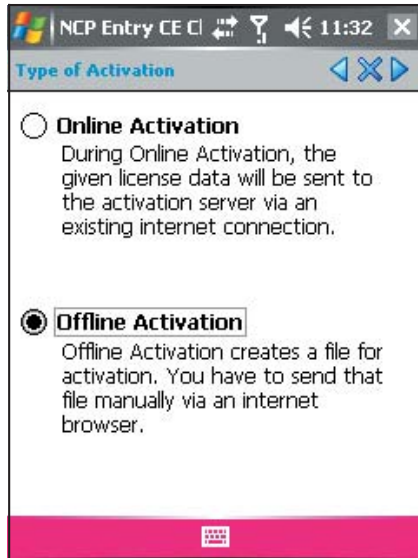 NCP Entry CE Cl 11:32
Type of Activation
Online Activation
During Online Activation, the
given license data will be sent to
the activation server via an
existing internet connection.
Offline Activation
Offline Activation creates a file for
activation. You have to send that
file manually via an internet
browser.